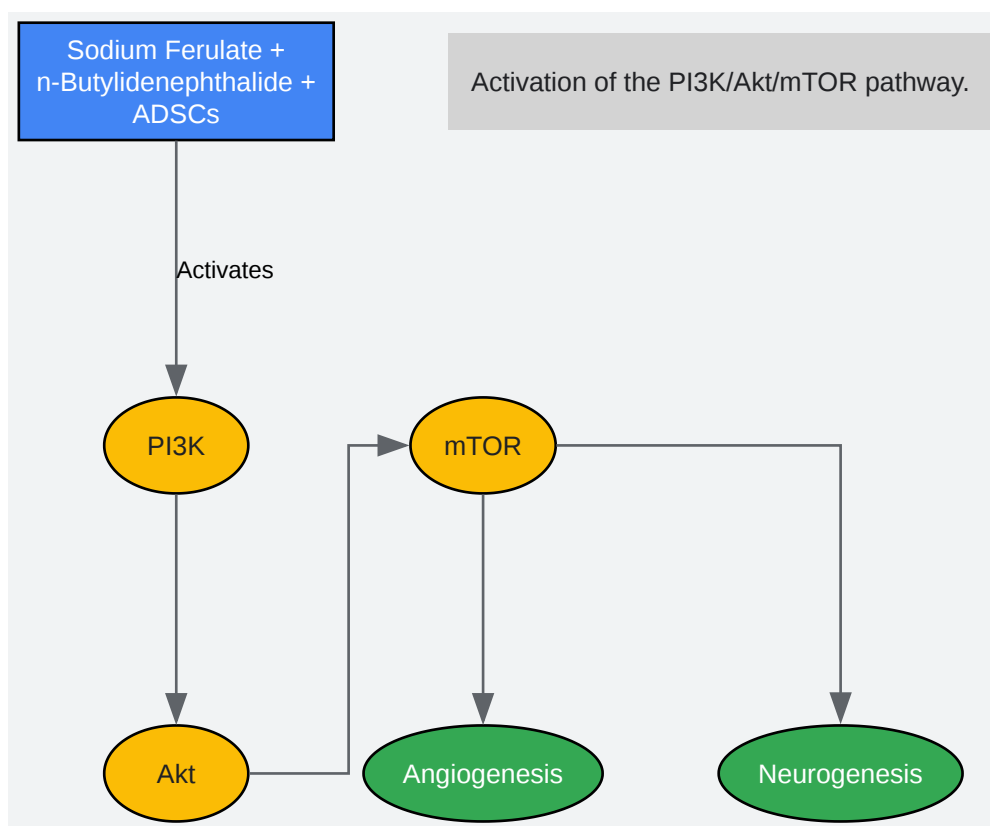 Sodium Ferulate +
n-Butylidenephthalide +
ADSCs
Activation of the PI3K/Akt/mTOR pathway.
Activates
PI3K
mTOR
Akt
Angiogenesis
Neurogenesis